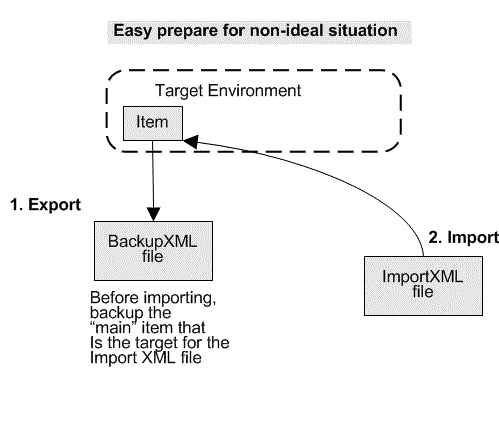 Easy prepare for non-ideal situation
Target Environment
Item
1. Export
BackupXML
file
2. Import
ImportXML
file
Before importing,
backup the
“main” item that
Is the target for the
Import XML file